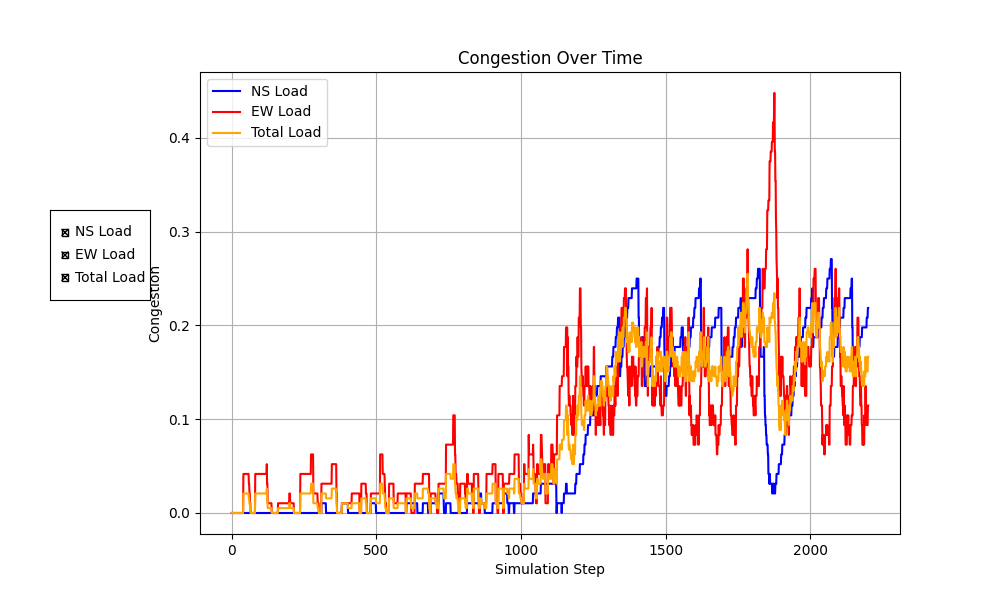 Congestion Over Time
NS Load
EW Load
Total Load
NS Load
EW Load
Total Load
Congestion
0.4
0.3
0.2
0.1
0.0
0
500
1000
1500
2000
Simulation Step